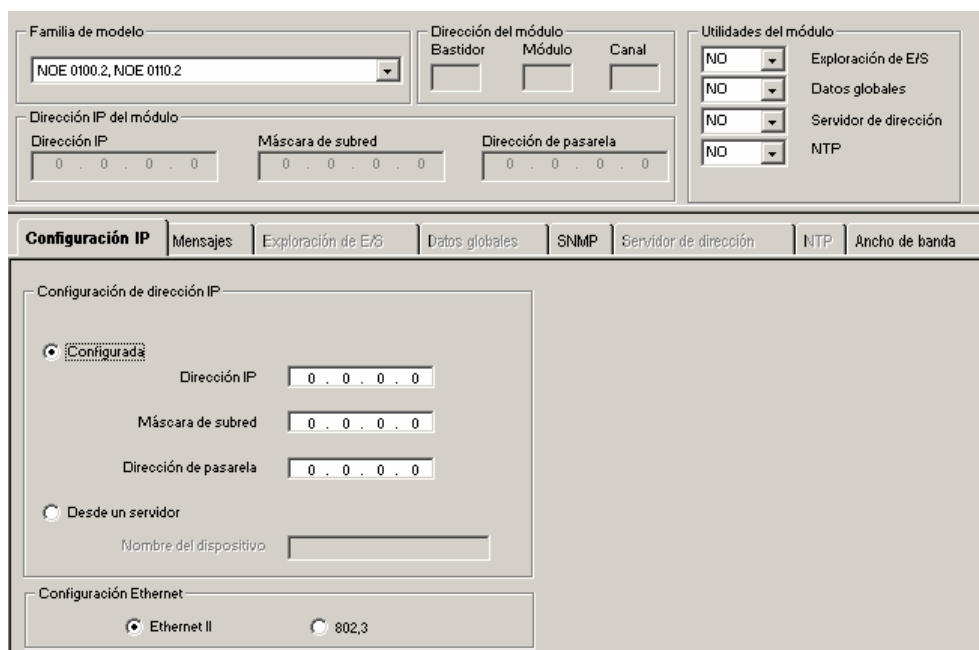 Familia de modelo
NOE 0100.2, NOE 0110.2
Dirección del módulo
Bastidor Módulo Canal
Utilidades del módulo
NO Exploración de E/S
NO Datos globales
NO Servidor de dirección
NO NTP
Dirección IP del módulo
Dirección IP Máscara de subred Dirección de pasarela
0 . 0 . 0 . 0 0 . 0 . 0 . 0 0 . 0 . 0 . 0
Configuración IP Mensajes Exploración de E/S Datos globales SNMP Servidor de dirección NTP Ancho de banda
Configuración de dirección IP
Configurada
Dirección IP 0 . 0 . 0 . 0
Máscara de subred 0 . 0 . 0 . 0
Dirección de pasarela 0 . 0 . 0 . 0
Desde un servidor
Nombre del dispositivo
Configuración Ethernet
Ethernet II 802,3